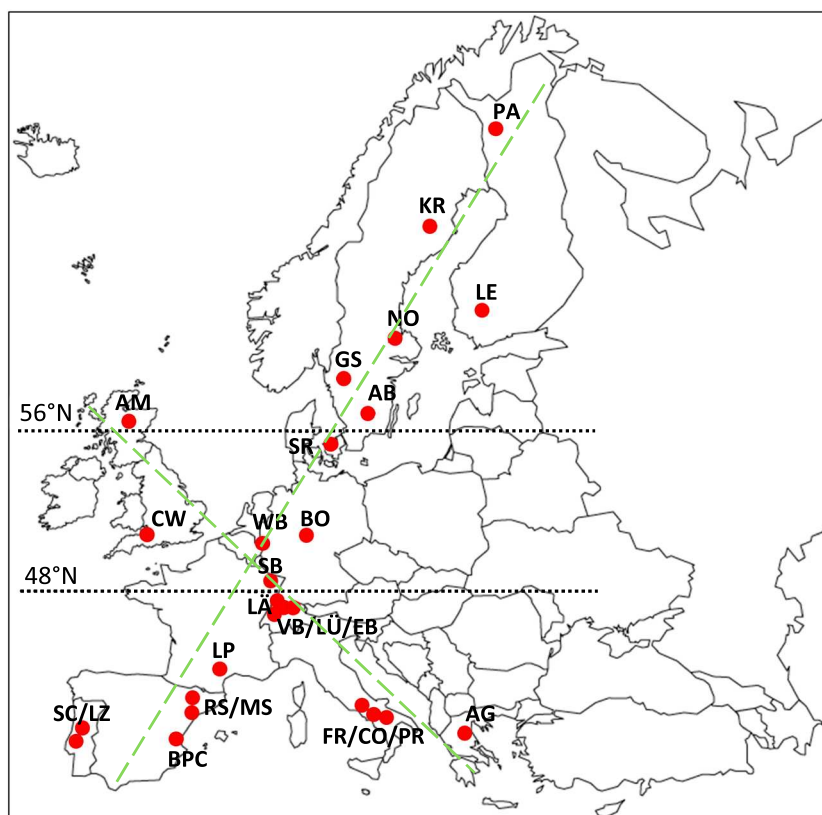 PA
KR
LE
NO
GS
AB
AM
56°N
SR
CW
WB
BO
SB
48°N
LÄ
VB/LÜ/EB
LP
RS/MS
SC/LZ
AG
FR/CO/PR
BPC